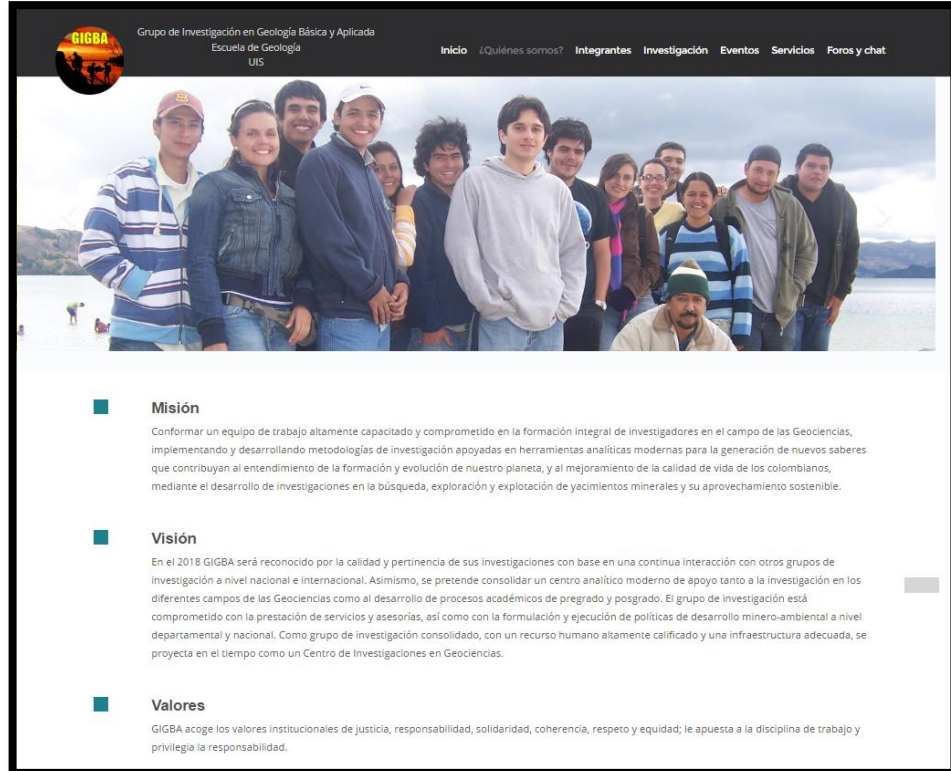 GIGBA
Grupo de Investigación en Geología Básica y Aplicada
Escuela de Geología
UIS
Inicio ¿Quiénes somos? Integrantes Investigación Eventos Servicios Foros y chat
Misión
Conformar un equipo de trabajo altamente capacitado y comprometido en la formación integral de investigadores en el campo de las Geociencias,
implementando y desarrollando metodologías de investigación apoyadas en herramientas analíticas modernas para la generación de nuevos saberes
que contribuyan al entendimiento de la formación y evolución de nuestro planeta, y al mejoramiento de la calidad de vida de los colombianos,
mediante el desarrollo de investigaciones en la búsqueda, exploración y explotación de yacimientos minerales y su aprovechamiento sostenible.
Visión
En el 2018 GIGBA será reconocido por la calidad y pertinencia de sus investigaciones con base en una continua interacción con otros grupos de
investigación a nivel nacional e internacional. Asimismo, se pretende consolidar un centro analítico moderno de apoyo tanto a la investigación en los
diferentes campos de las Geociencias como al desarrollo de procesos académicos de pregrado y posgrado. El grupo de investigación está
comprometido con la prestación de servicios y asesorías, así como con la formulación y ejecución de políticas de desarrollo minero-ambiental a nivel
departamental y nacional. Como grupo de investigación consolidado, con un recurso humano altamente calificado y una infraestructura adecuada, se
proyecta en el tiempo como un Centro de Investigaciones en Geociencias.
Valores
GIGBA acoge los valores institucionales de justicia, responsabilidad, solidaridad, coherencia, respeto y equidad; le apuesta a la disciplina de trabajo y
privilegia la responsabilidad.